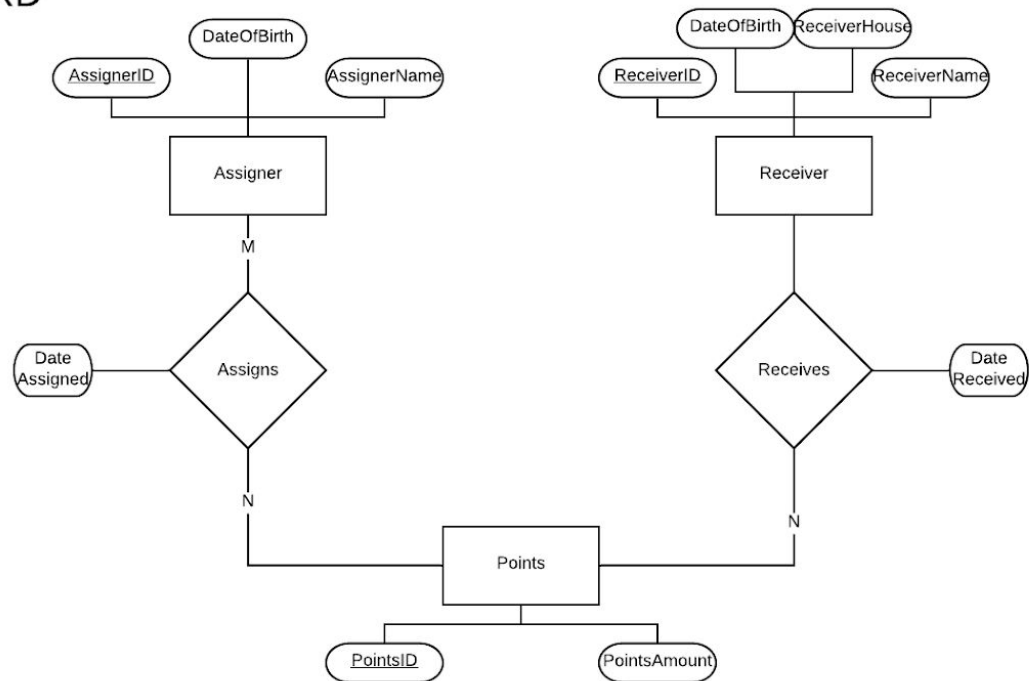 DateOfBirth
AssignerID
AssignerName
DateOfBirth
ReceiverHouse
ReceiverID
ReceiverName
Assigner
Receiver
M
Date
Assigned
Assigns
Receives
Date
Received
N
N
Points
PointsID
PointsAmount